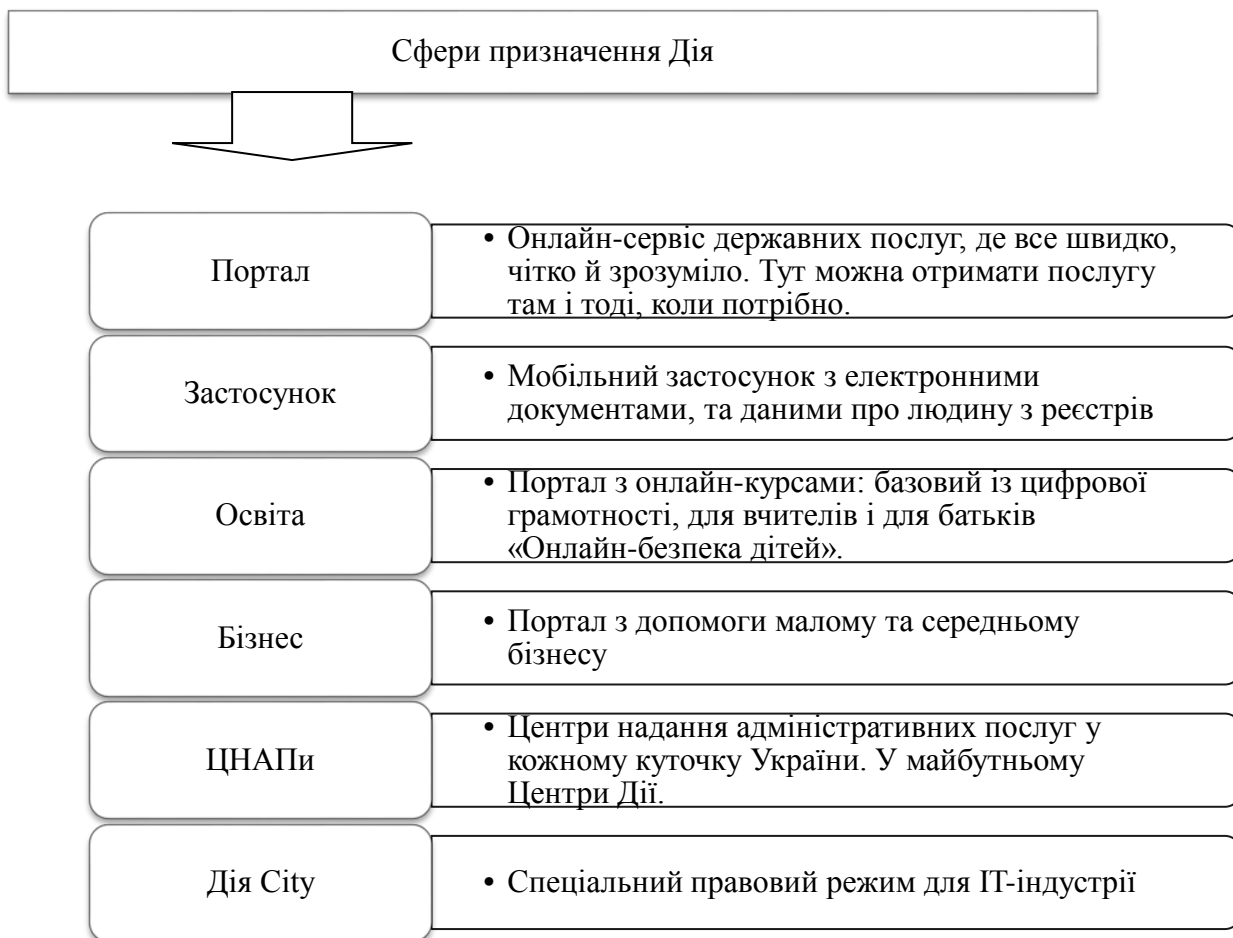 Сфери призначення Дія
Портал
• Онлайн-сервіс державних послуг, де все швидко,
чітко й зрозуміло. Тут можна отримати послугу
там і тоді, коли потрібно.
Застосунок
• Мобільний застосунок з електронними
документами, та даними про людину з реєстрів
Освіта
• Портал з онлайн-курсами: базовий із цифрової
грамотності, для вчителів і для батьків
«Онлайн-безпека дітей».
Бізнес
• Портал з допомоги малому та середньому
бізнесу
ЦНАПи
• Центри надання адміністративних послуг у
кожному куточку України. У майбутньому
Центри Дії.
Дія City
• Спеціальний правовий режим для ІТ-індустрії